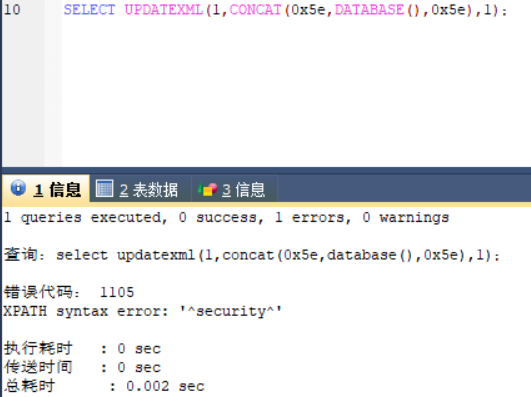 10 SELECT UPDATEXML(1,CONCAT(0x5e,DATABASE(),0x5e),1);
1 信息 2 表数据 3 信息
1 queries executed, 0 success, 1 errors, 0 warnings
查询: select updatexml(1,concat(0x5e,database(),0x5e),1);
错误代码: 1105
XPATH syntax error: '^security^'
执行耗时 : 0 sec
传送时间 : 0 sec
总耗时 : 0.002 sec